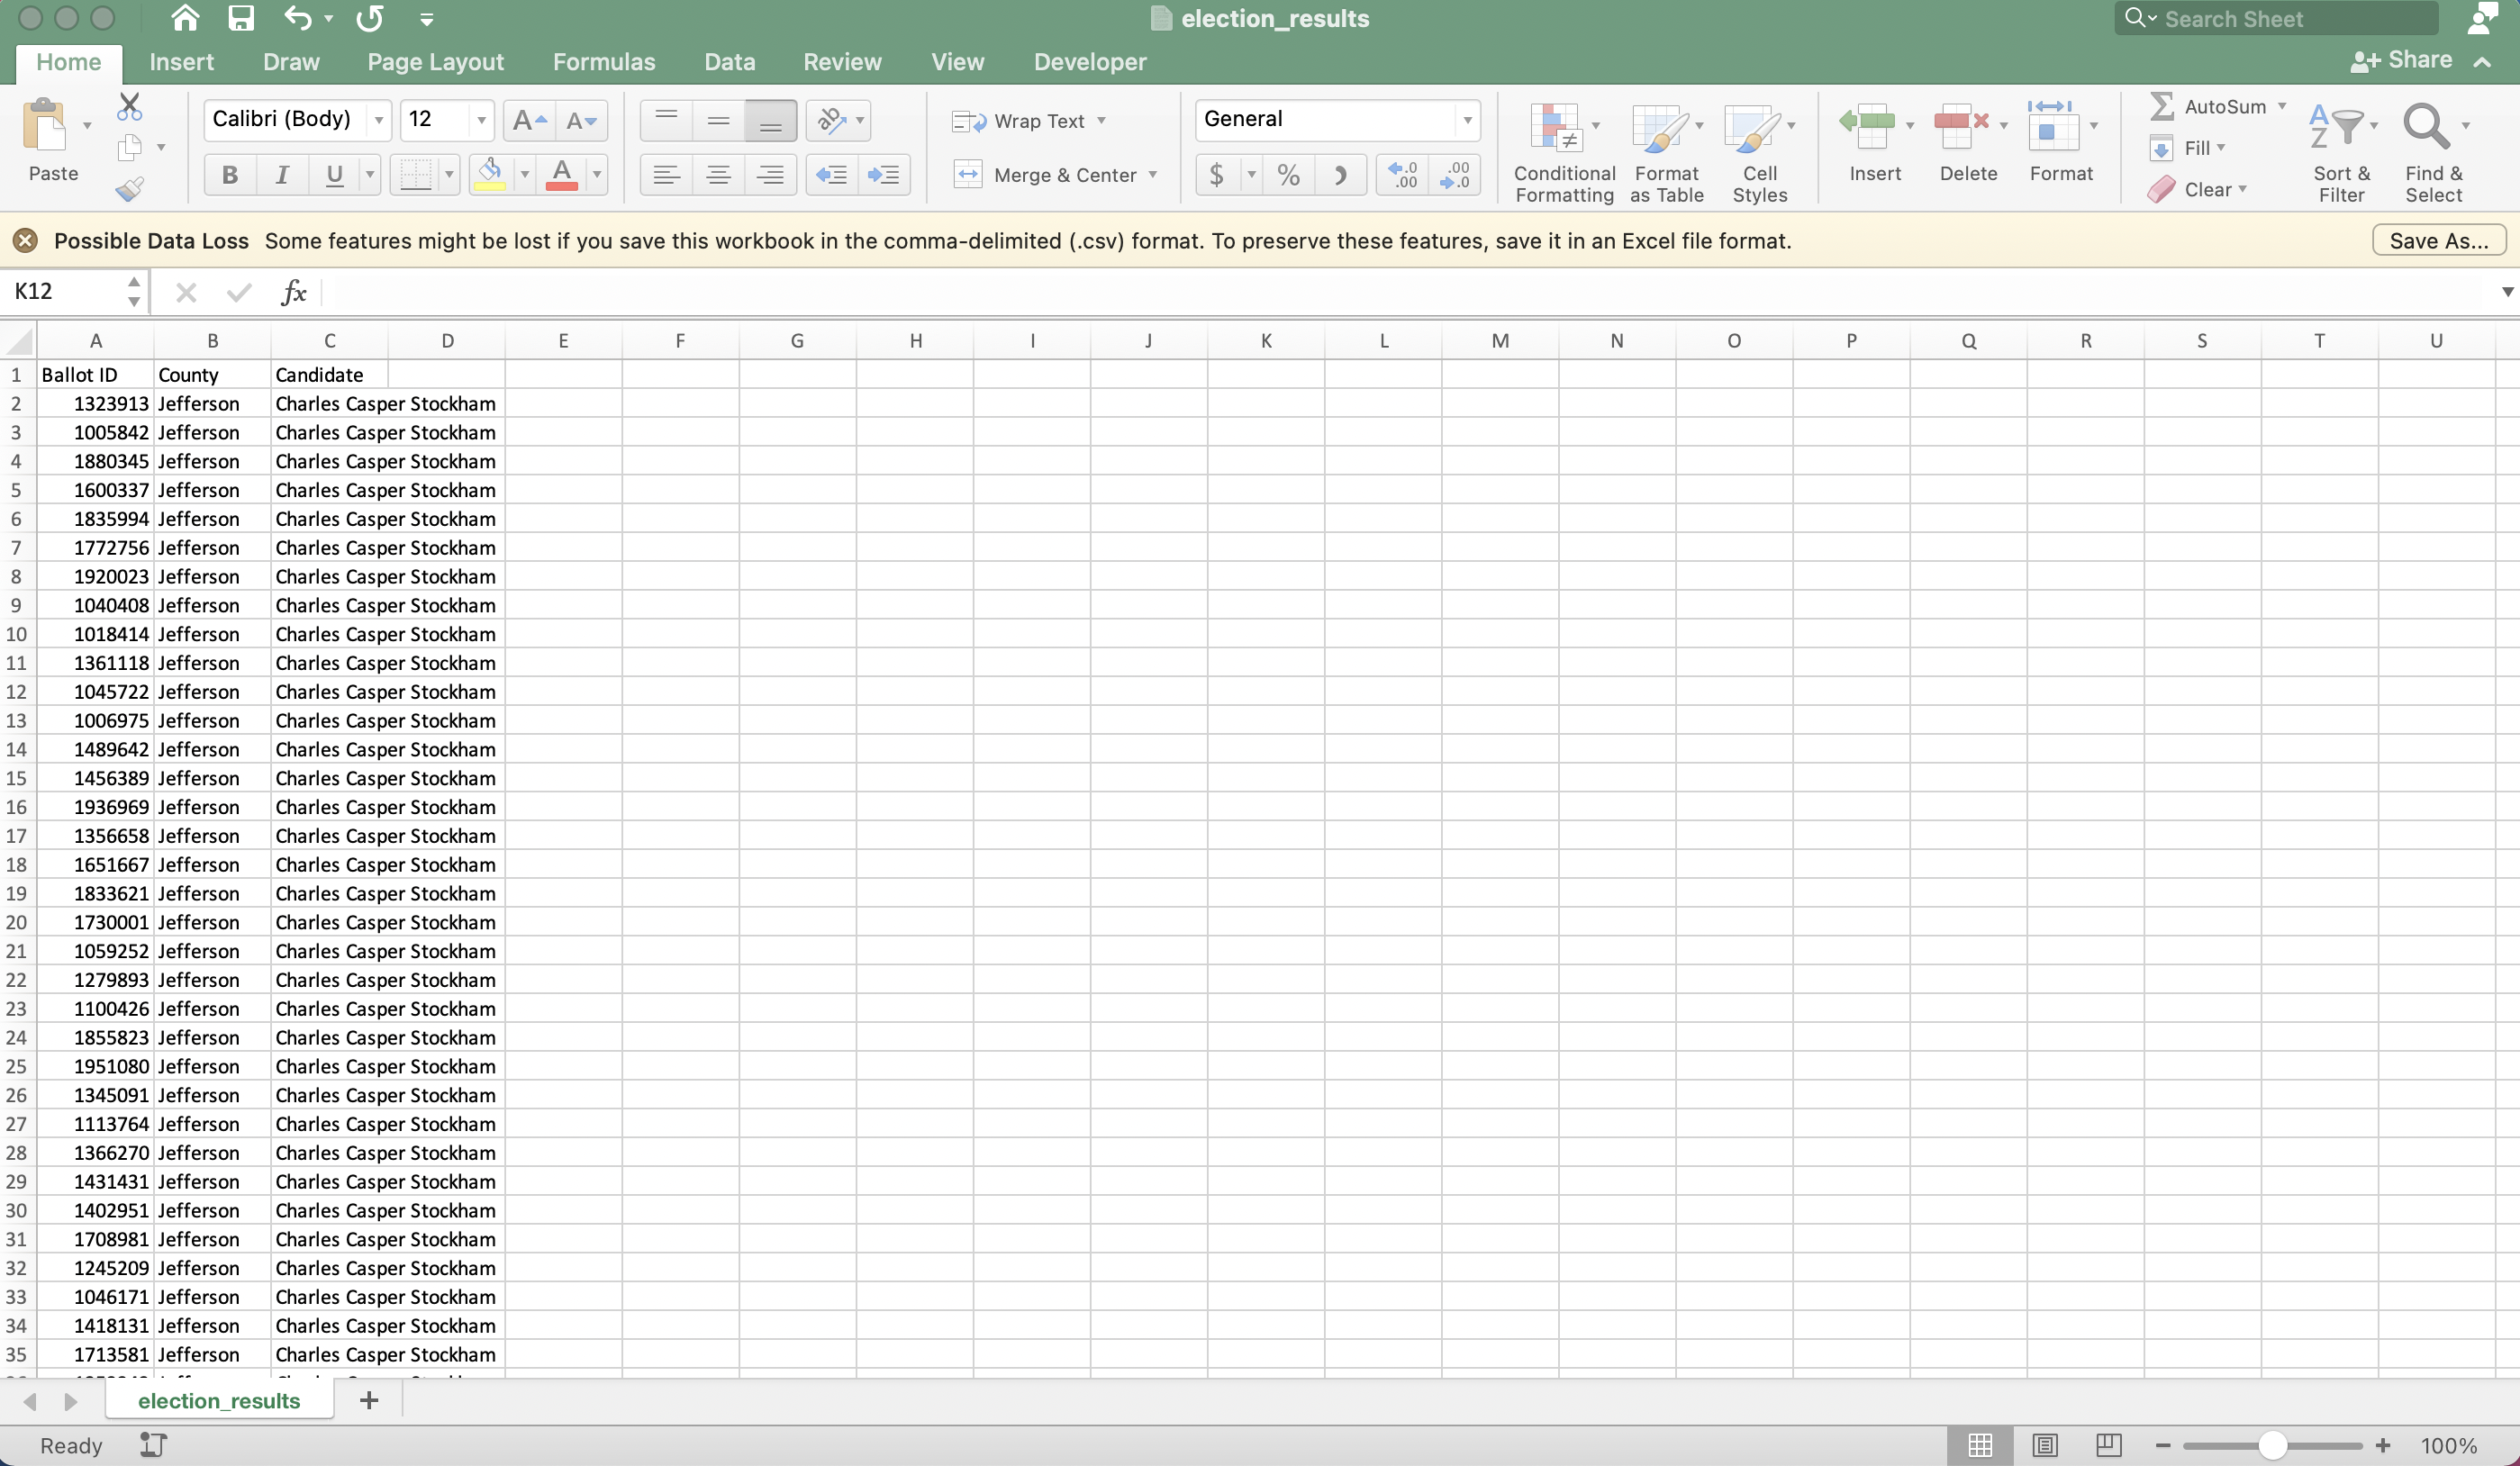 election_results
Search Sheet
Home Insert Draw Page Layout Formulas Data Review View Developer Share
Paste
Calibri (Body) 12
B I U
Wrap Text
Merge & Center
General
$ %
Conditional Formatting
Format as Table
Cell Styles
Insert Delete Format
AutoSum
Fill
Clear
Sort & Filter
Find & Select
Possible Data Loss Some features might be lost if you save this workbook in the comma-delimited (.csv) format. To preserve these features, save it in an Excel file format. Save As...
K12 fx
A B C D E F G H I J K L M N O P Q R S T U
1 Ballot ID County Candidate
2 1323913 Jefferson Charles Casper Stockham
3 1005842 Jefferson Charles Casper Stockham
4 1880345 Jefferson Charles Casper Stockham
5 1600337 Jefferson Charles Casper Stockham
6 1835994 Jefferson Charles Casper Stockham
7 1772756 Jefferson Charles Casper Stockham
8 1920023 Jefferson Charles Casper Stockham
9 1040408 Jefferson Charles Casper Stockham
10 1018414 Jefferson Charles Casper Stockham
11 1361118 Jefferson Charles Casper Stockham
12 1045722 Jefferson Charles Casper Stockham
13 1006975 Jefferson Charles Casper Stockham
14 1489642 Jefferson Charles Casper Stockham
15 1456389 Jefferson Charles Casper Stockham
16 1936969 Jefferson Charles Casper Stockham
17 1356658 Jefferson Charles Casper Stockham
18 1651667 Jefferson Charles Casper Stockham
19 1833621 Jefferson Charles Casper Stockham
20 1730001 Jefferson Charles Casper Stockham
21 1059252 Jefferson Charles Casper Stockham
22 1279893 Jefferson Charles Casper Stockham
23 1100426 Jefferson Charles Casper Stockham
24 1855823 Jefferson Charles Casper Stockham
25 1951080 Jefferson Charles Casper Stockham
26 1345091 Jefferson Charles Casper Stockham
27 1113764 Jefferson Charles Casper Stockham
28 1366270 Jefferson Charles Casper Stockham
29 1431431 Jefferson Charles Casper Stockham
30 1402951 Jefferson Charles Casper Stockham
31 1708981 Jefferson Charles Casper Stockham
32 1245209 Jefferson Charles Casper Stockham
33 1046171 Jefferson Charles Casper Stockham
34 1418131 Jefferson Charles Casper Stockham
35 1713581 Jefferson Charles Casper Stockham
election_results +
Ready 100%